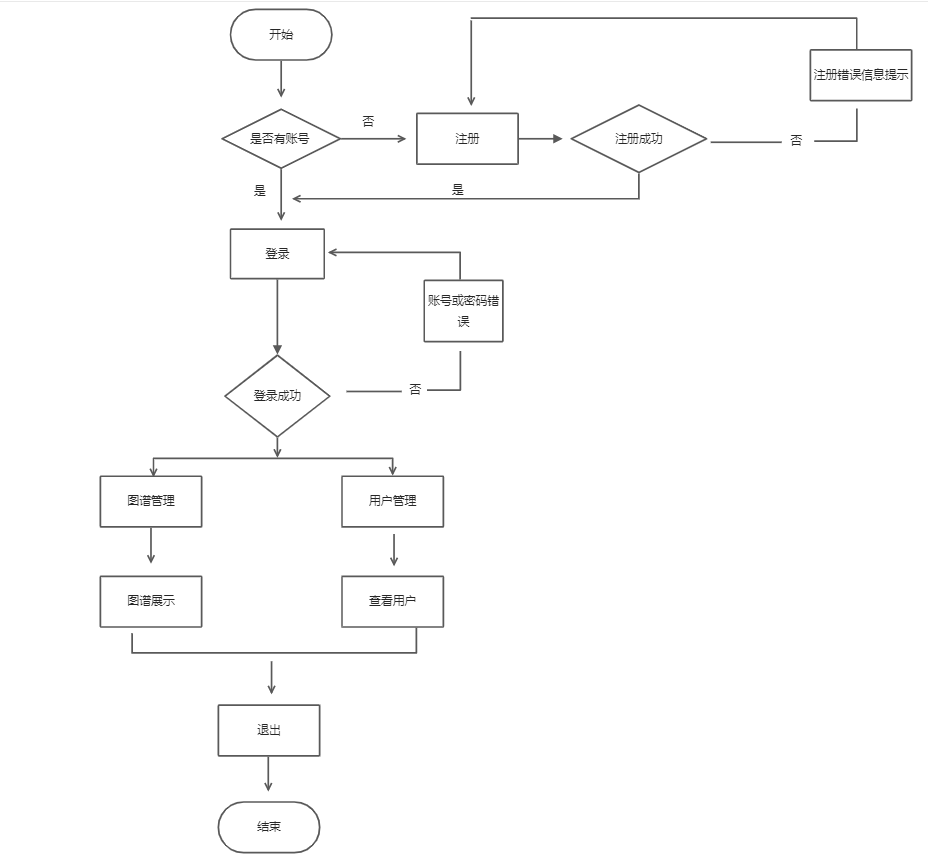 开始
注册错误信息提示
否
是否有账号
注册
注册成功
否
是
是
登录
账号或密码错
误
否
登录成功
图谱管理
用户管理
图谱展示
查看用户
退出
结束